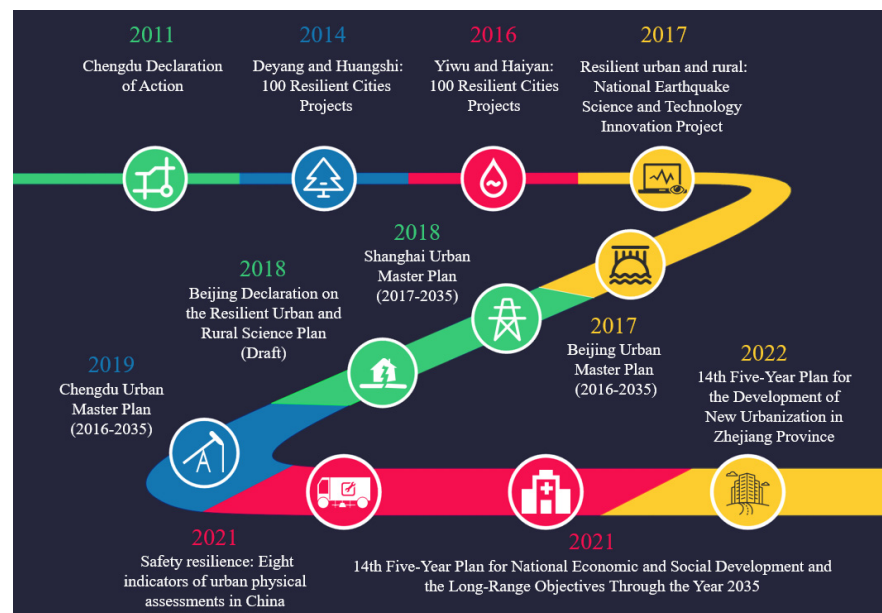 2011
Chengdu Declaration
of Action
2014
Deyang and Huangshi:
100 Resilient Cities
Projects
2016
Yiwu and Haiyan:
100 Resilient Cities
Projects
2017
Resilient urban and rural:
National Earthquake
Science and Technology
Innovation Project
2017
Beijing Urban
Master Plan
(2016-2035)
2018
Shanghai Urban
Master Plan
(2017-2035)
2018
Beijing Declaration on
the Resilient Urban and
Rural Science Plan
(Draft)
2019
Chengdu Urban
Master Plan
(2016-2035)
2021
Safety resilience: Eight
indicators of urban physical
assessments in China
2021
14th Five-Year Plan for National Economic and Social Development and
the Long-Range Objectives Through the Year 2035
2022
14th Five-Year Plan for
the Development of
New Urbanization in
Zhejiang Province